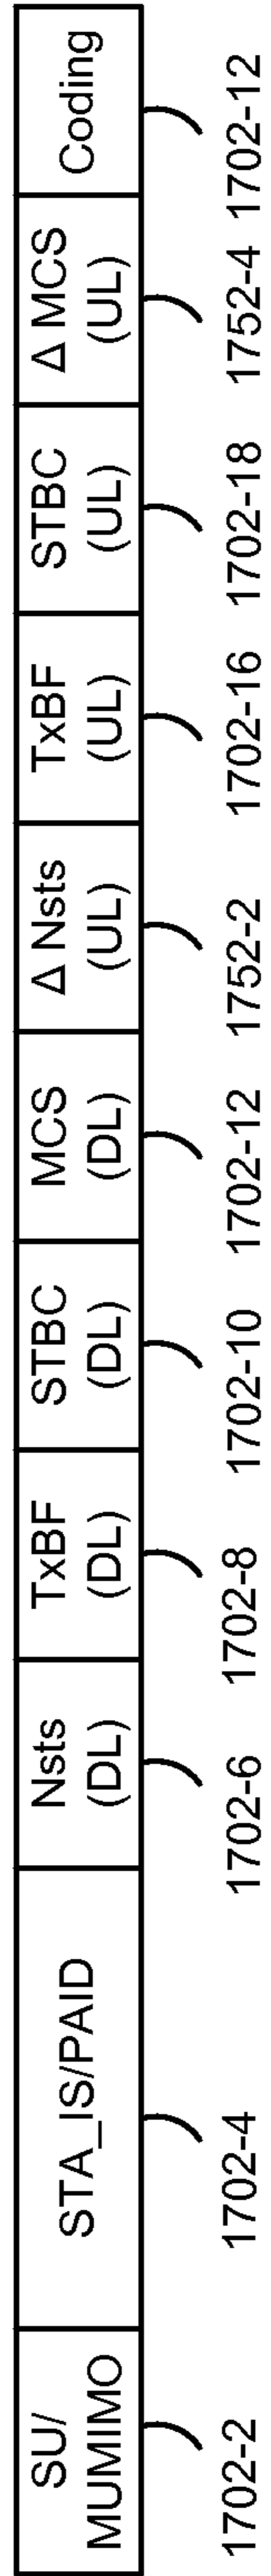 SU/
MUMIMO
STA_IS/PAID
Nsts
(DL)
TxBF
(DL)
STBC
(DL)
MCS
(DL)
Δ Nsts
(UL)
TxBF
(UL)
STBC
(UL)
Δ MCS
(UL)
Coding
1702-2
1702-4
1702-6
1702-8
1702-10
1702-12
1752-2
1702-16
1702-18
1752-4
1702-12